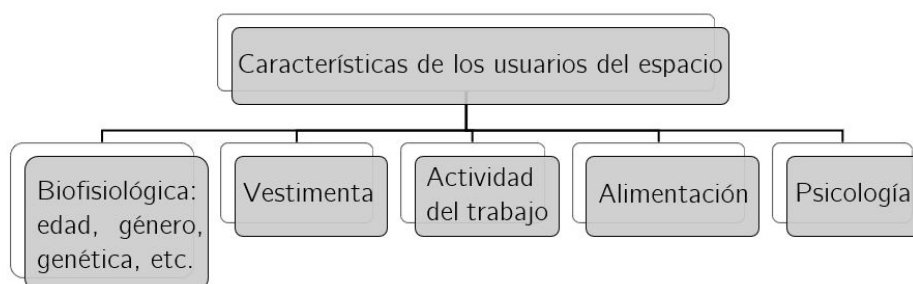 Características de los usuarios del espacio
Biofisiológica:
edad, género,
genética, etc.
Vestimenta
Actividad
del trabajo
Alimentación
Psicología